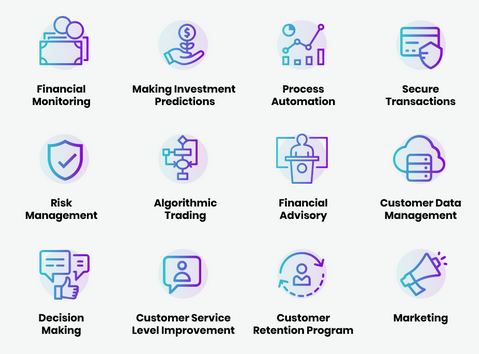 Financial
Monitoring
Making Investment
Predictions
Process
Automation
Secure
Transactions
Risk
Management
Algorithmic
Trading
Financial
Advisory
Customer Data
Management
Decision
Making
Customer Service
Level Improvement
Customer
Retention Program
Marketing